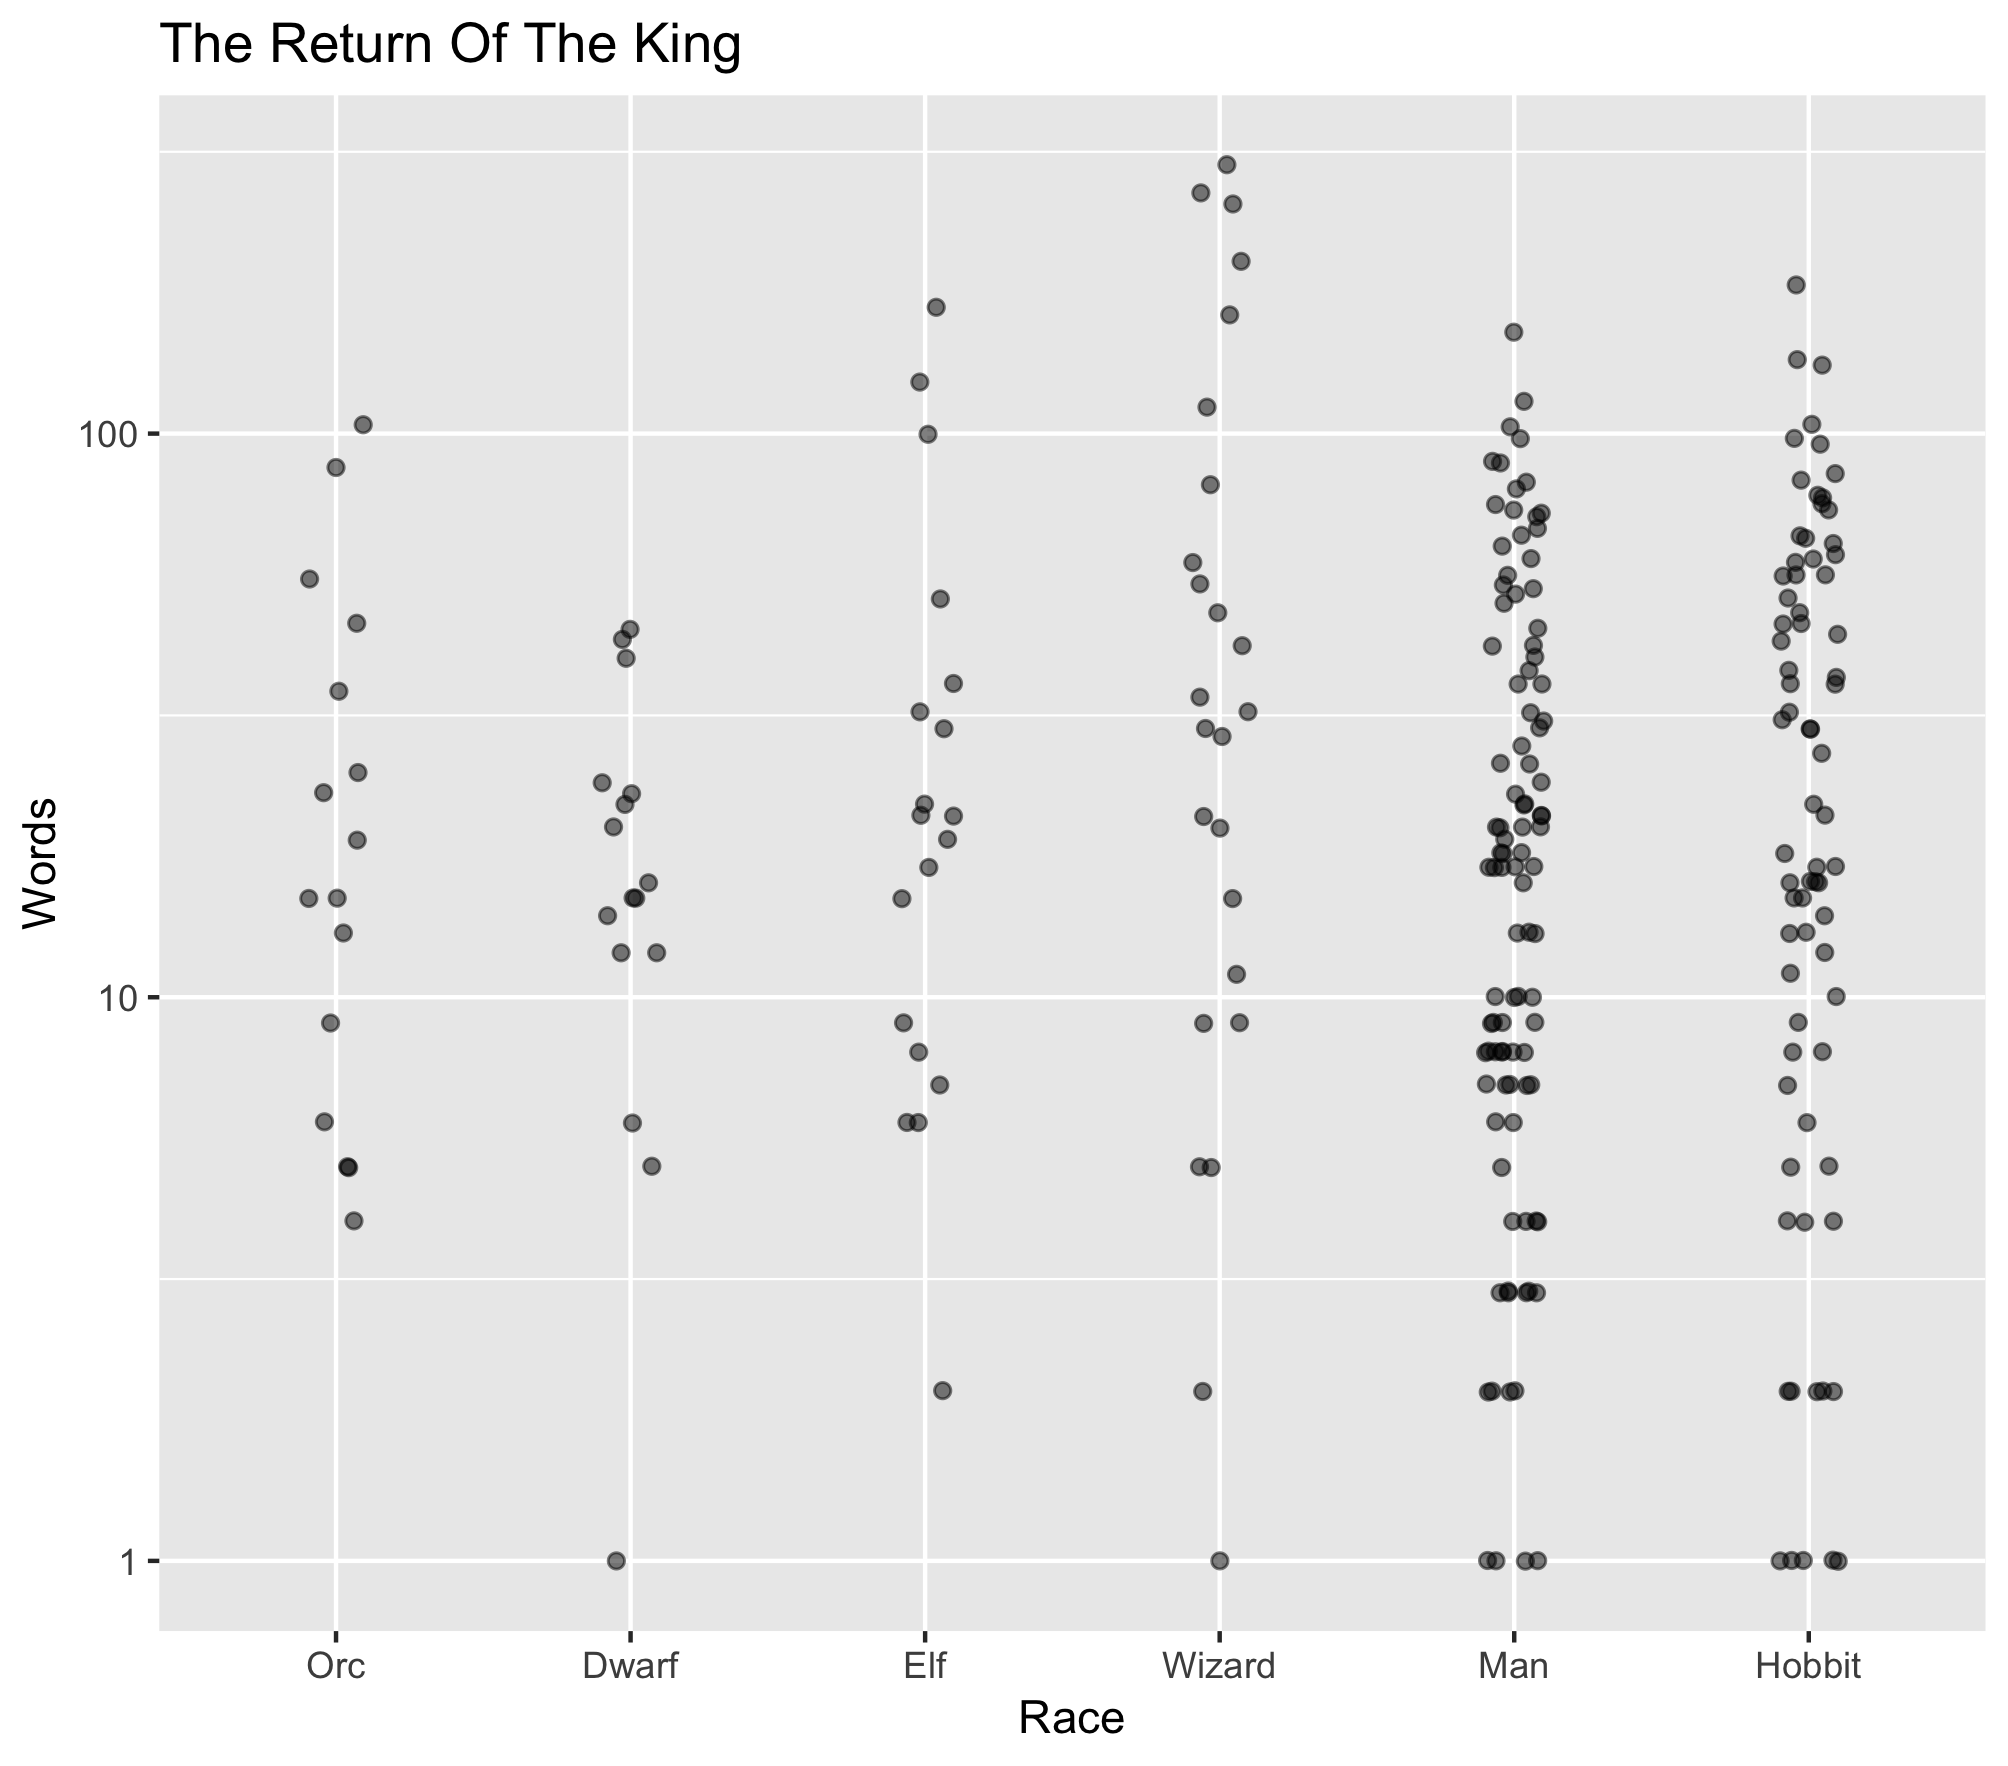 The Return Of The King
Words
100
10
1
Orc Dwarf Elf Wizard Man Hobbit
Race